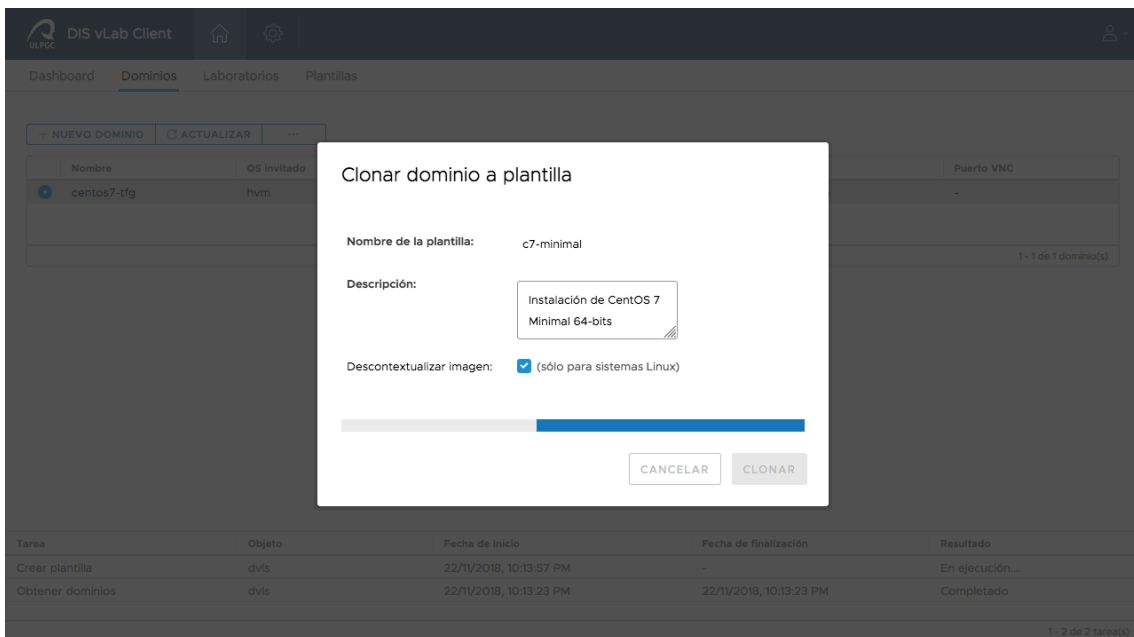 ULPGC
DIS vLab Client
Dashboard Dominios Laboratorios Plantillas
+ NUEVO DOMINIO ACTUALIZAR ...
Nombre OS invitado Puerto VNC
centos7-tfg hvm -
1 - 1 de 1 dominio(s)
Clonar dominio a plantilla
Nombre de la plantilla: c7-minimal
Descripción:
Instalación de CentOS 7
Minimal 64-bits
Descontextualizar imagen: (sólo para sistemas Linux)
CANCELAR CLONAR
Tarea Objeto Fecha de inicio Fecha de finalización Resultado
Crear plantilla dvls 22/11/2018, 10:13:57 PM - En ejecución...
Obtener dominios dvls 22/11/2018, 10:13:23 PM 22/11/2018, 10:13:23 PM Completado
1 - 2 de 2 tarea(s)